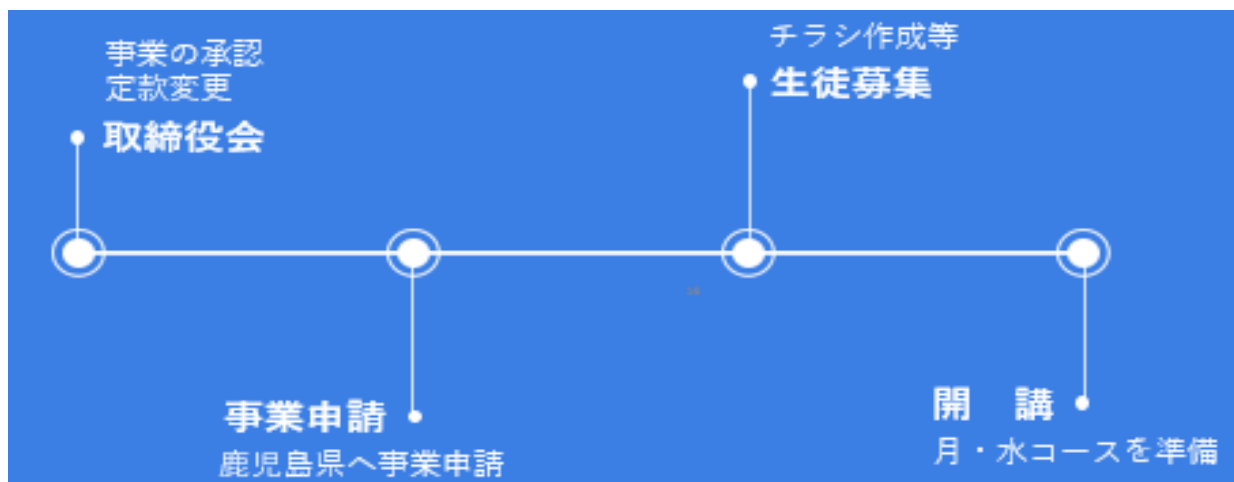 事業の承認
定款変更
取締役会
事業申請
鹿児島県へ事業申請
チラシ作成等
生徒募集
開　講
月・水コースを準備